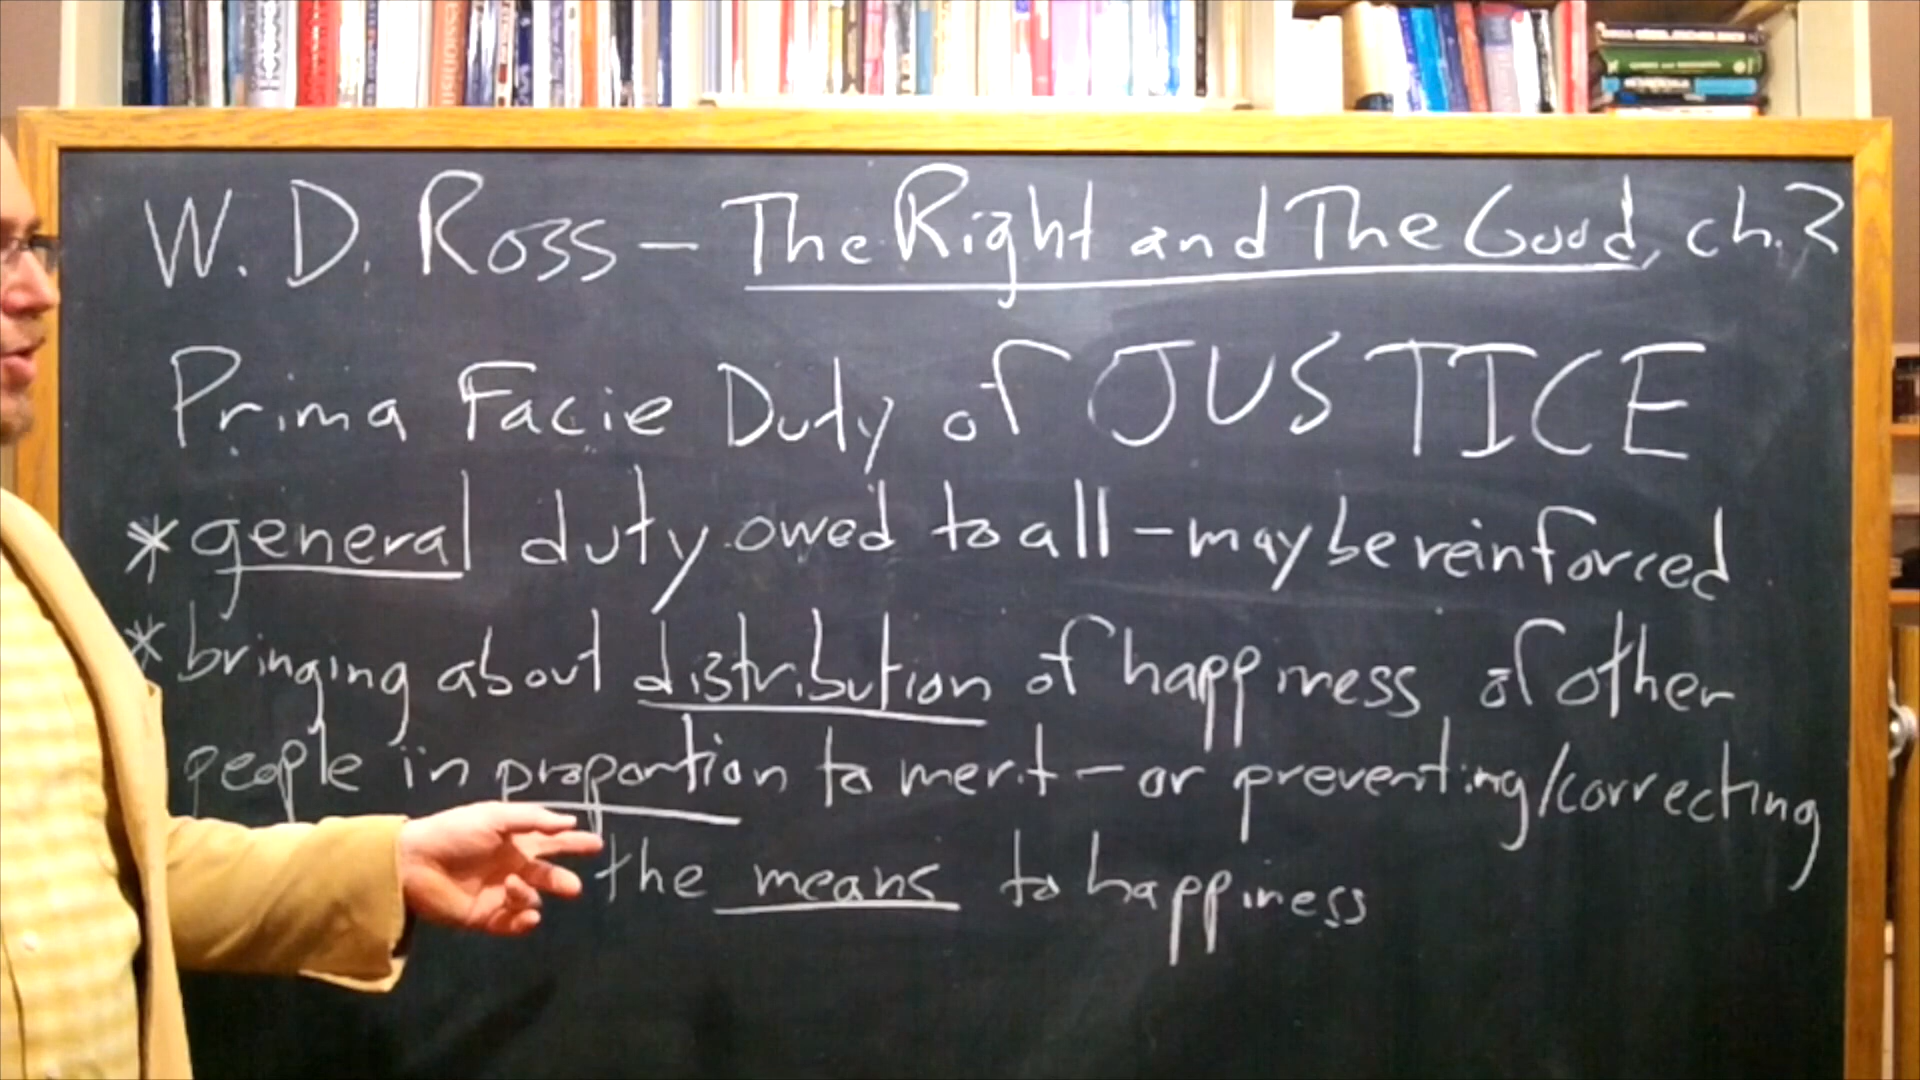 W. D. Ross – The Right and The Good, ch. 2
Prima Facie Duty of JUSTICE
* general duty owed to all – may be reinforced
* bringing about distribution of happiness of other
people in proportion to merit – or preventing/correcting
the means to happiness